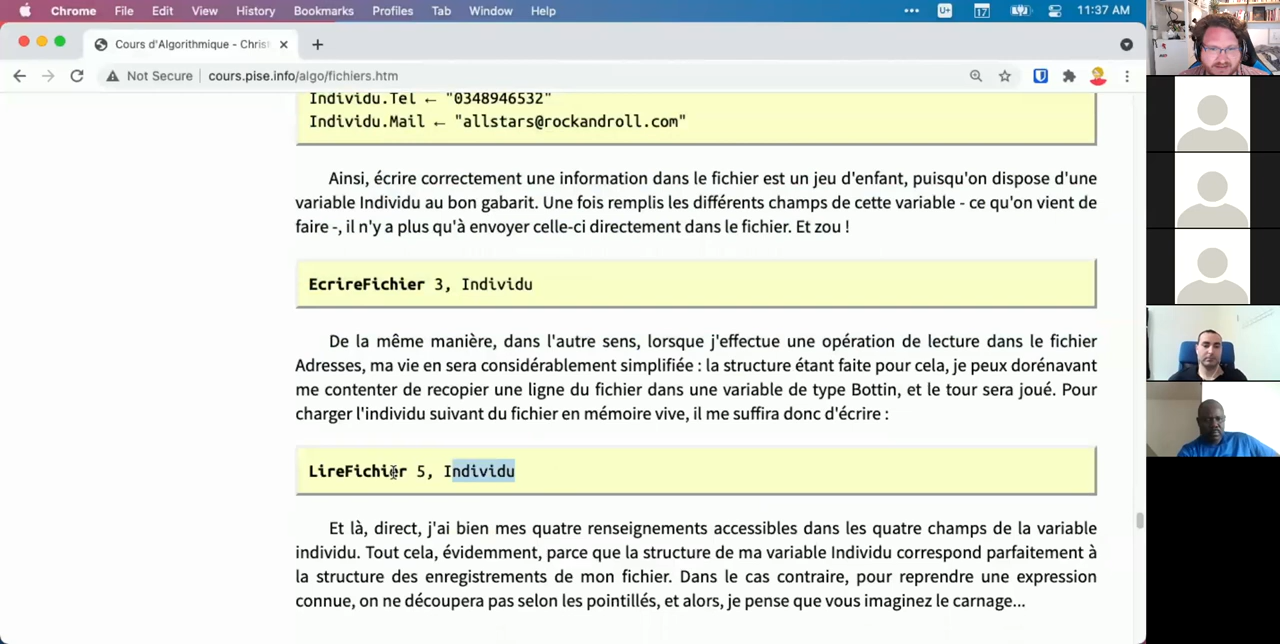 Chrome File Edit View History Bookmarks Profiles Tab Window Help
U+ 17 11:37 AM
Cours d'Algorithmique - Christ
Not Secure cours.pise.info/algo/fichiers.htm
Individu.Tel ← "0348946532"
Individu.Mail ← "allstars@rockandroll.com"
Ainsi, écrire correctement une information dans le fichier est un jeu d'enfant, puisqu'on dispose d'une
variable Individu au bon gabarit. Une fois remplis les différents champs de cette variable - ce qu'on vient de
faire -, il n'y a plus qu'à envoyer celle-ci directement dans le fichier. Et zou !
EcrireFichier 3, Individu
De la même manière, dans l'autre sens, lorsque j'effectue une opération de lecture dans le fichier
Adresses, ma vie en sera considérablement simplifiée : la structure étant faite pour cela, je peux dorénavant
me contenter de recopier une ligne du fichier dans une variable de type Bottin, et le tour sera joué. Pour
charger l'individu suivant du fichier en mémoire vive, il me suffira donc d'écrire :
LireFichier 5, Individu
Et là, direct, j'ai bien mes quatre renseignements accessibles dans les quatre champs de la variable
individu. Tout cela, évidemment, parce que la structure de ma variable Individu correspond parfaitement à
la structure des enregistrements de mon fichier. Dans le cas contraire, pour reprendre une expression
connue, on ne découpera pas selon les pointillés, et alors, je pense que vous imaginez le carnage...